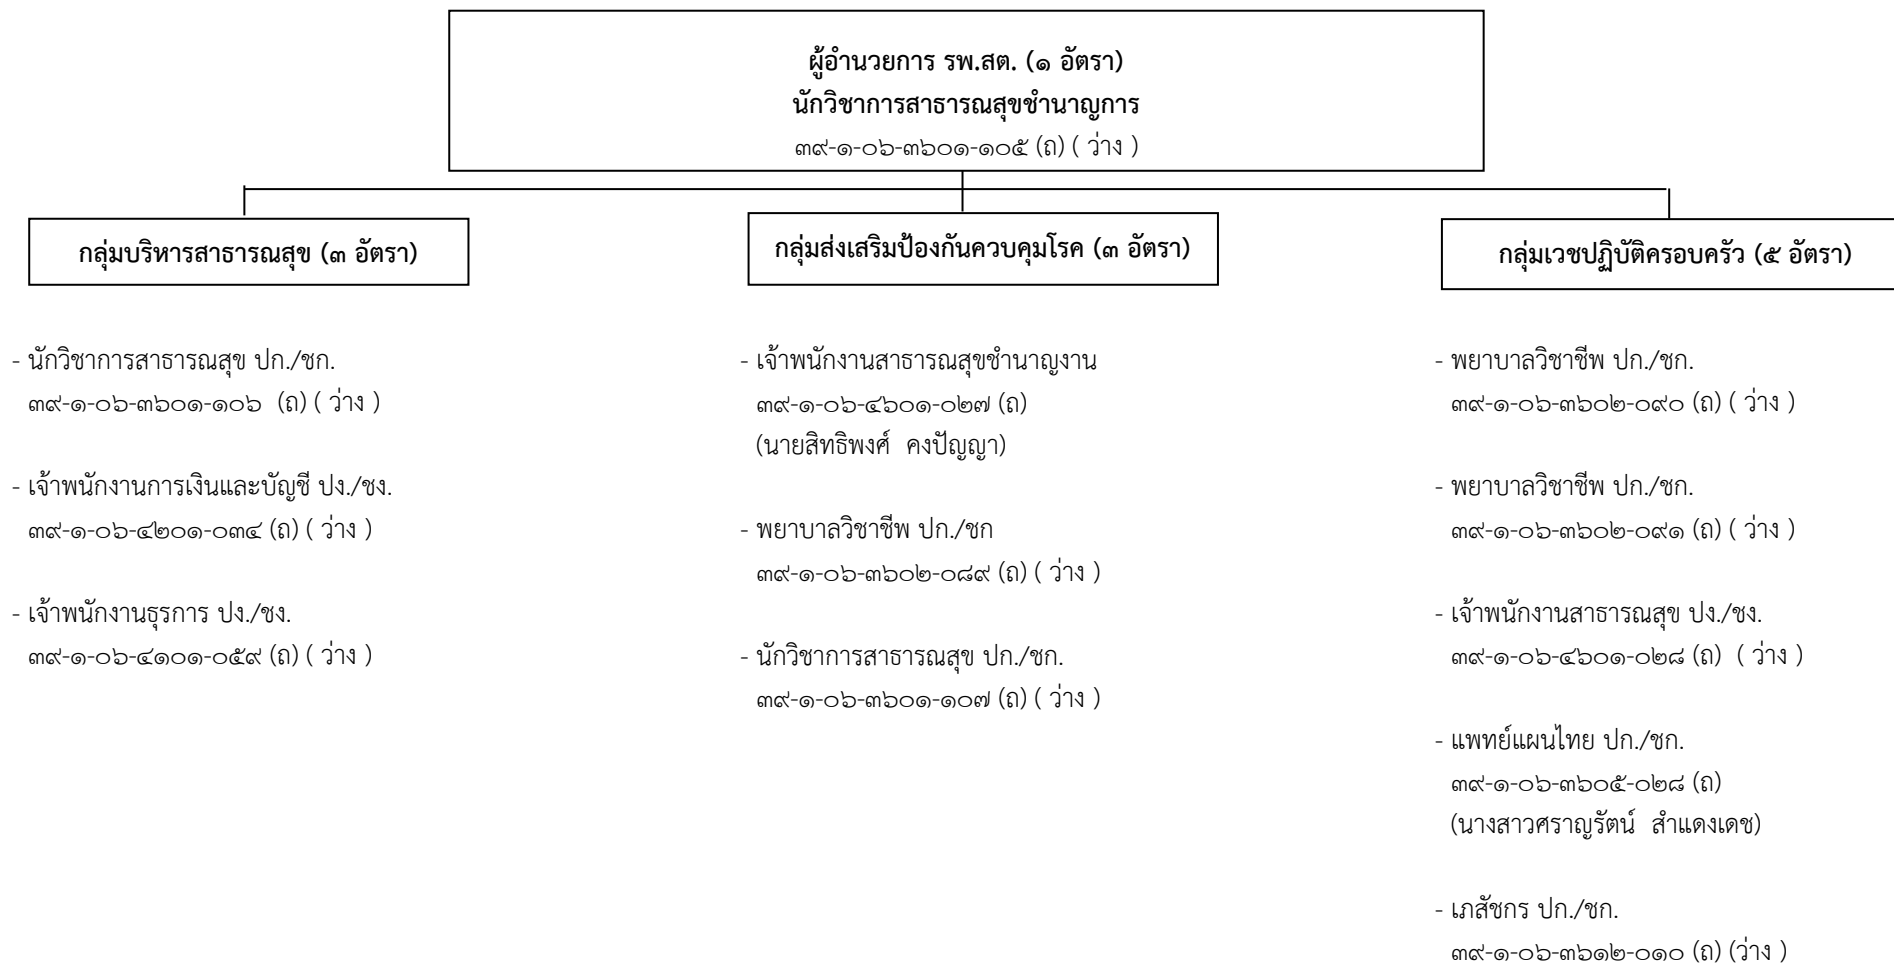 ผู้อำนวยการ รพ.สต. (๑ อัตรา)
นักวิชาการสาธารณสุขชำนาญการ
๓๙-๑-๐๖-๓๖๐๑-๑๐๕ (ถ) ( ว่าง )
กลุ่มบริหารสาธารณสุข (๓ อัตรา)
- นักวิชาการสาธารณสุข ปก./ชก.
๓๙-๑-๐๖-๓๖๐๑-๑๐๖ (ถ) ( ว่าง )
- เจ้าพนักงานการเงินและบัญชี ปง./ชง.
๓๙-๑-๐๖-๔๒๐๑-๐๓๔ (ถ) ( ว่าง )
- เจ้าพนักงานธุรการ ปง./ชง.
๓๙-๑-๐๖-๔๑๐๑-๐๕๙ (ถ) ( ว่าง )
กลุ่มส่งเสริมป้องกันควบคุมโรค (๓ อัตรา)
- เจ้าพนักงานสาธารณสุขชำนาญงาน
๓๙-๑-๐๖-๔๖๐๑-๐๒๗ (ถ)
(นายสิทธิพงศ์ คงปัญญา)
- พยาบาลวิชาชีพ ปก./ชก
๓๙-๑-๐๖-๓๖๐๒-๐๘๙ (ถ) ( ว่าง )
- นักวิชาการสาธารณสุข ปก./ชก.
๓๙-๑-๐๖-๓๖๐๑-๑๐๗ (ถ) ( ว่าง )
กลุ่มเวชปฏิบัติครอบครัว (๕ อัตรา)
- พยาบาลวิชาชีพ ปก./ชก.
๓๙-๑-๐๖-๓๖๐๒-๐๙๐ (ถ) ( ว่าง )
- พยาบาลวิชาชีพ ปก./ชก.
๓๙-๑-๐๖-๓๖๐๒-๐๙๑ (ถ) ( ว่าง )
- เจ้าพนักงานสาธารณสุข ปง./ชง.
๓๙-๑-๐๖-๔๖๐๑-๐๒๘ (ถ) ( ว่าง )
- แพทย์แผนไทย ปก./ชก.
๓๙-๑-๐๖-๓๖๐๕-๐๒๘ (ถ)
(นางสาวศราญรัตน์ สำแดงเดช)
- เภสัชกร ปก./ชก.
๓๙-๑-๐๖-๓๖๑๒-๐๑๐ (ถ) (ว่าง )